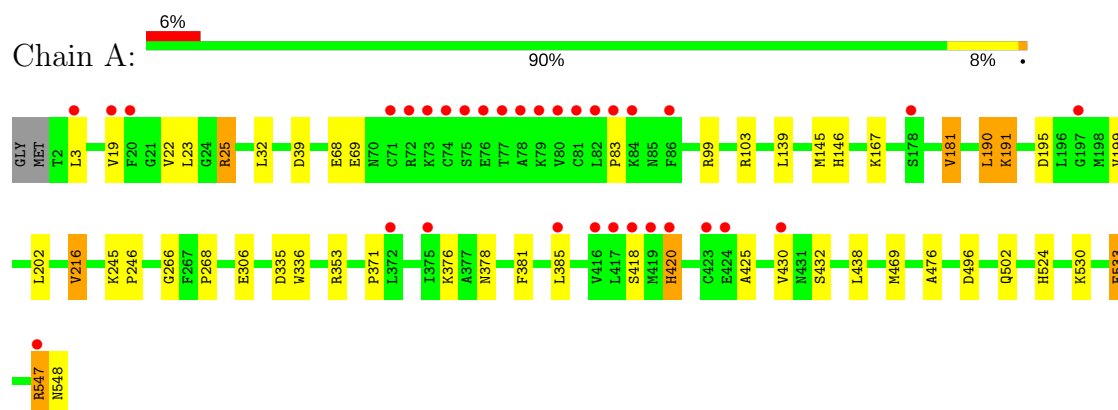 6%
Chain A:
90% 8% •
GLY MET T2 L3 V19 F20 G21 V22 L23 G24 R25 L32 D39 E68 E69 N70 C71 R72 K73 C74 S75 E76 T77 A78 K79 V80 C81 L82 P83 K84 N85 F86 R99 R103 L139 M145 H146 K167 S178 V181 L190 K191 D195 L196 G197 M198
L202 V216 K245 P246 G266 F267 P268 E306 D335 W336 R353 P371 L372 I375 K376 A377 N378 F381 L385 V416 L417 S418 M419 H420 C423 E424 A425 V430 N431 S432 L438 M469 A476 D496 Q502 H524 K530
R547 N548